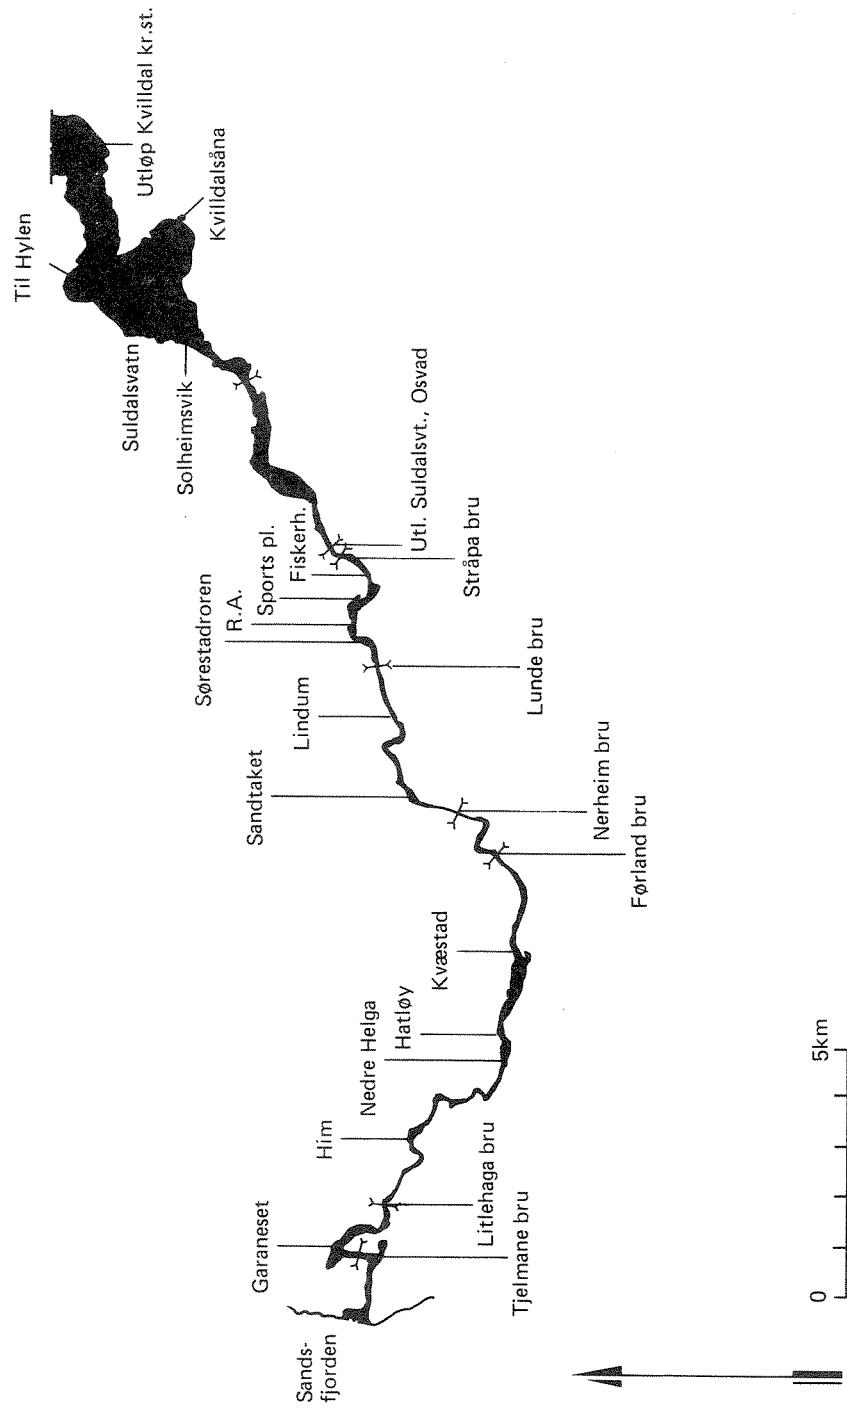 Til Hylen
Utløp Kvilldal kr.st.
Kvilldalsåna
Suldalsvatn
Solheimsvik
Utl. Suldalsvt., Osvad
Stråpa bru
Fiskerh.
Sports pl.
R.A.
Sørestadroren
Lunde bru
Lindum
Sandtaket
Nerheim bru
Førland bru
Kvæstad
Hatløy
Nedre Helga
Him
Litlehaga bru
Tjelmane bru
Garaneset
Sands-
fjorden
0
5km